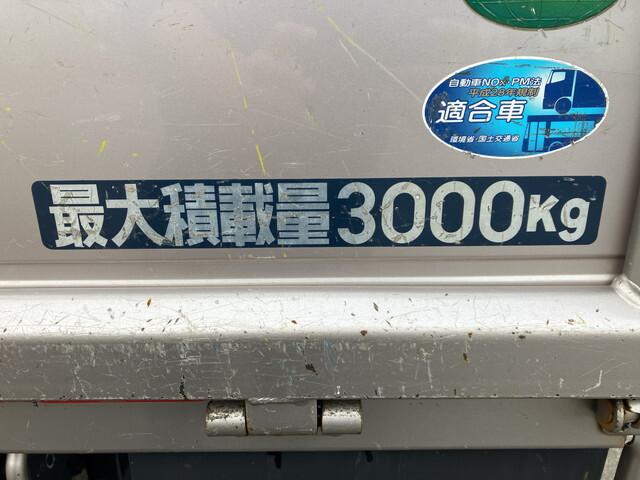 自動車NOx・PM法
平成28年規制
適合車
環境省・国土交通省
最大積載量3000Kg